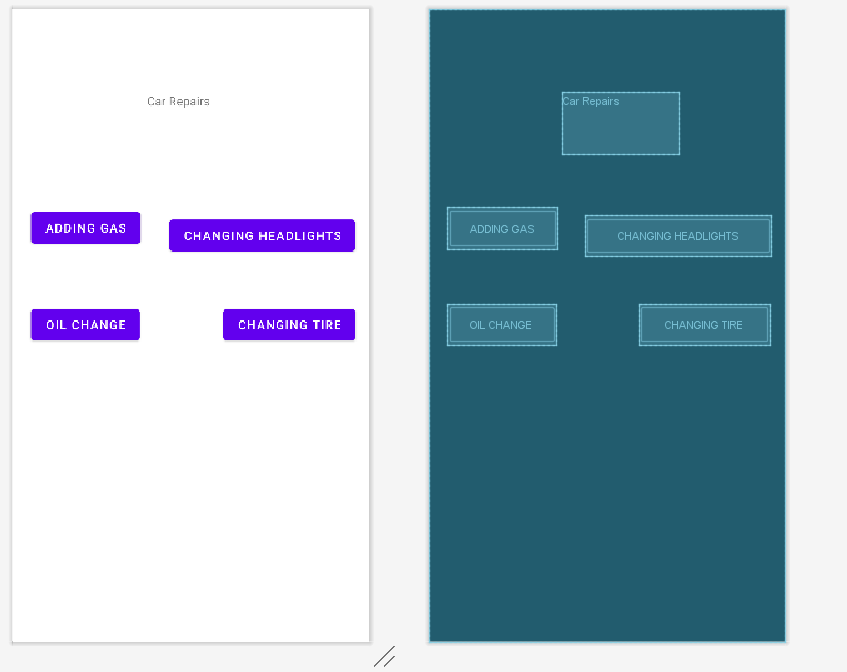 Car Repairs
ADDING GAS
CHANGING HEADLIGHTS
OIL CHANGE
CHANGING TIRE
Car Repairs
ADDING GAS
CHANGING HEADLIGHTS
OIL CHANGE
CHANGING TIRE